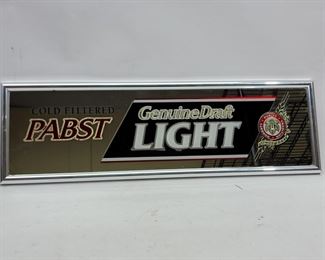 COLD FILTERED
PABST
Genuine Draft
LIGHT